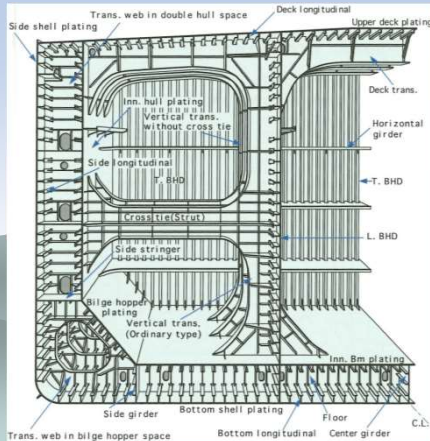 Deck longitudinal
Trans. web in double hull space
Side shell plating
Upper deck plating
Deck trans.
Inn. hull plating
Vertical trans.
without cross tie
Horizontal
girder
Side longitudinal
T. BHD
T. BHD
Cross tie(Strut)
L. BHD
Side stringer
Bilge hopper
plating
Vertical trans.
(Ordinary type)
Inn. Bm plating
Side girder
Bottom shell plating
Floor
Trans. web in bilge hopper space
Bottom longitudinal
Center girder
C.L.